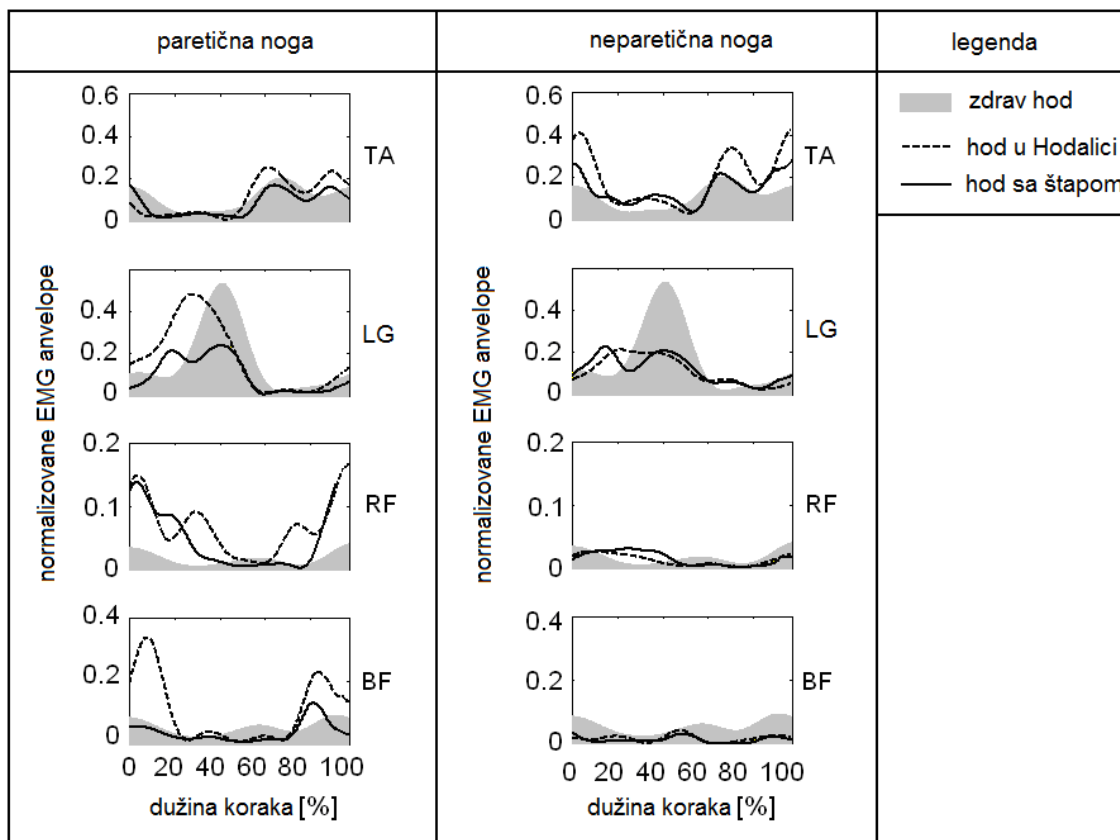 paretična noga
neparetična noga
legenda
zdrav hod
hod u Hodalici
hod sa štapom
normalizovane EMG anvelope
0.6
0.4
0.2
0
TA
0.4
0.2
0
LG
0.2
0.1
0
RF
0.4
0.2
0
BF
0 20 40 60 80 100
dužina koraka [%]
normalizovane EMG anvelope
0.6
0.4
0.2
0
TA
0.4
0.2
0
LG
0.2
0.1
0
RF
0.4
0.2
0
BF
0 20 40 60 80 100
dužina koraka [%]